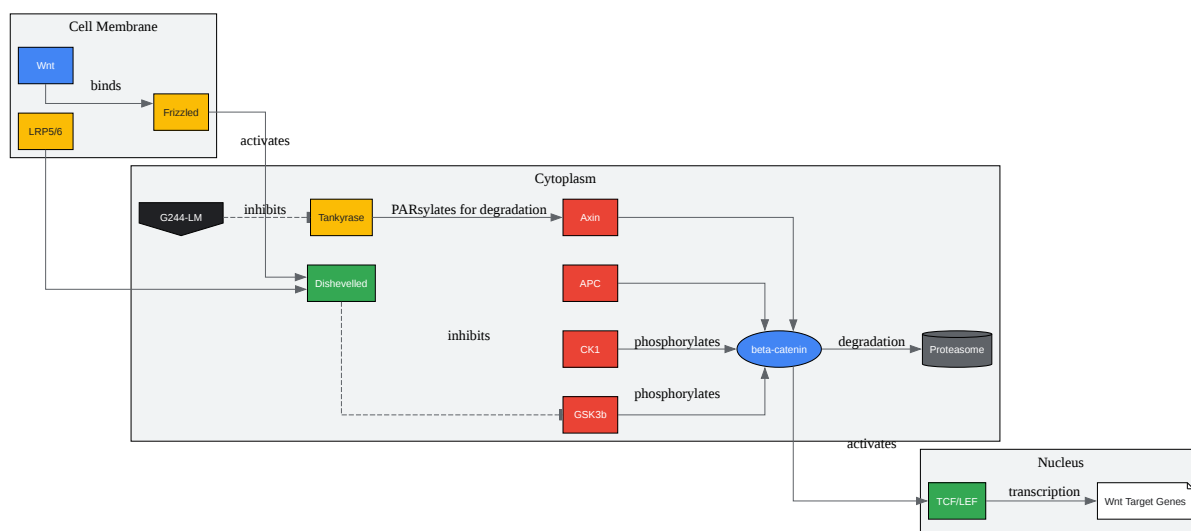 Cell Membrane
Wnt
binds
Frizzled
LRP5/6
activates
Cytoplasm
G244-LM
inhibits
Tankyrase
PARsylates for degradation
Axin
Dishevelled
APC
inhibits
CK1
phosphorylates
beta-catenin
degradation
Proteasome
phosphorylates
GSK3b
activates
Nucleus
TCF/LEF
transcription
Wnt Target Genes